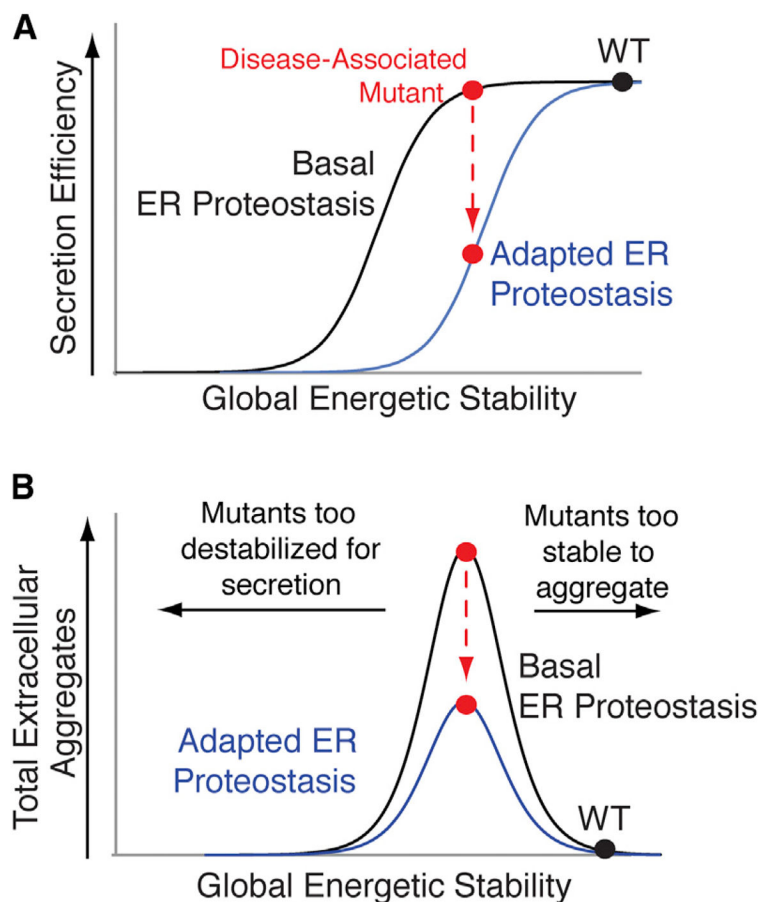 A
Secretion Efficiency
Disease-Associated
Mutant
WT
Basal
ER Proteostasis
Adapted ER
Proteostasis
Global Energetic Stability
B
Total Extracellular
Aggregates
Mutants too
destabilized for
secretion
Mutants too
stable to
aggregate
Basal
ER Proteostasis
Adapted ER
Proteostasis
WT
Global Energetic Stability